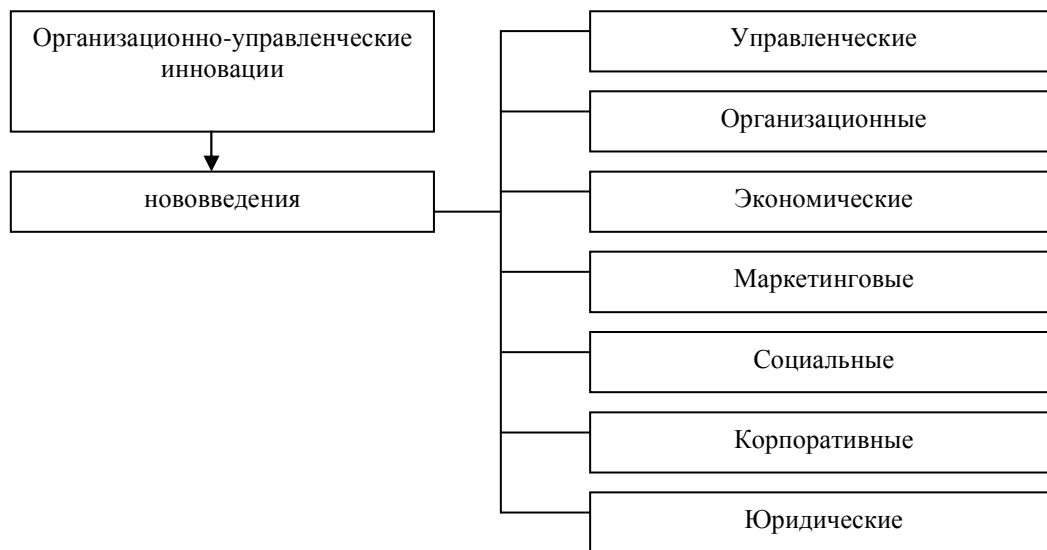 Организационно-управленческие
инновации
нововведения
Управленческие
Организационные
Экономические
Маркетинговые
Социальные
Корпоративные
Юридические